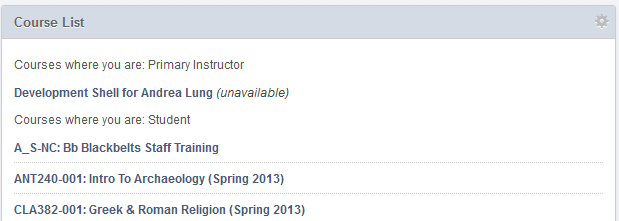 Course List
Courses where you are: Primary Instructor
Development Shell for Andrea Lung (unavailable)
Courses where you are: Student
A_S-NC: Bb Blackbelts Staff Training
ANT240-001: Intro To Archaeology (Spring 2013)
CLA382-001: Greek & Roman Religion (Spring 2013)